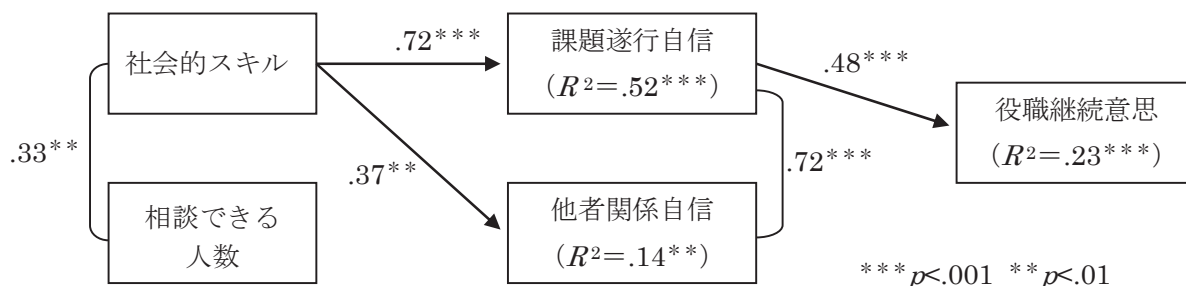 社会的スキル
.33**
相談できる
人数
.72***
.37**
課題遂行自信
(R²=.52***)
.72***
他者関係自信
(R²=.14**)
.48***
役職継続意思
(R²=.23***)
***p<.001 **p<.01